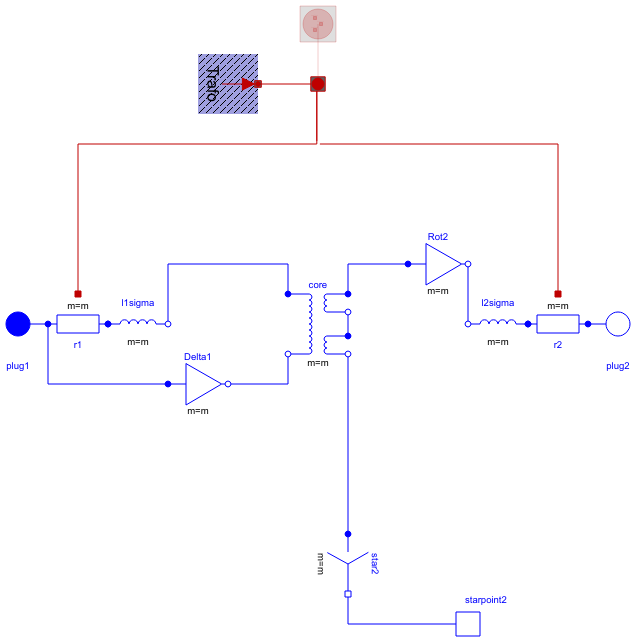 Trafo
Rot2
m=m
core
m=m
l1sigma
l2sigma
m=m
r1
m=m
m=m
r2
plug1
Delta1
m=m
plug2
m=m
m=m
star2
starpoint2